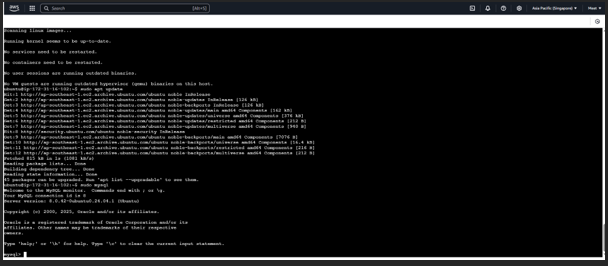 aws
Search
[Alt+S]
Asia Pacific (Singapore)
Meet
Scanning linux images...
Running kernel seems to be up-to-date.
No services need to be restarted.
No containers need to be restarted.
No user sessions are running outdated binaries.
No VM guests are running outdated hypervisor (qemu) binaries on this host.
ubuntu@ip-172-31-16-102:~$ sudo apt update
Hit:1 http://ap-southeast-1.ec2.archive.ubuntu.com/ubuntu noble InRelease
Get:2 http://ap-southeast-1.ec2.archive.ubuntu.com/ubuntu noble-updates InRelease [126 kB]
Get:3 http://ap-southeast-1.ec2.archive.ubuntu.com/ubuntu noble-backports InRelease [126 kB]
Get:4 http://ap-southeast-1.ec2.archive.ubuntu.com/ubuntu noble-updates/main amd64 Components [162 kB]
Get:5 http://ap-southeast-1.ec2.archive.ubuntu.com/ubuntu noble-updates/universe amd64 Components [376 kB]
Get:6 http://ap-southeast-1.ec2.archive.ubuntu.com/ubuntu noble-updates/restricted amd64 Components [212 B]
Get:7 http://ap-southeast-1.ec2.archive.ubuntu.com/ubuntu noble-updates/multiverse amd64 Components [940 B]
Hit:8 http://security.ubuntu.com/ubuntu noble-security InRelease
Get:9 http://ap-southeast-1.ec2.archive.ubuntu.com/ubuntu noble-backports/main amd64 Components [7076 B]
Get:10 http://ap-southeast-1.ec2.archive.ubuntu.com/ubuntu noble-backports/universe amd64 Components [16.4 kB]
Get:11 http://ap-southeast-1.ec2.archive.ubuntu.com/ubuntu noble-backports/restricted amd64 Components [216 B]
Get:12 http://ap-southeast-1.ec2.archive.ubuntu.com/ubuntu noble-backports/multiverse amd64 Components [212 B]
Fetched 815 kB in 1s (1081 kB/s)
Reading package lists... Done
Building dependency tree... Done
Reading state information... Done
45 packages can be upgraded. Run 'apt list --upgradable' to see them.
ubuntu@ip-172-31-16-102:~$ sudo mysql
Welcome to the MySQL monitor.  Commands end with ; or \g.
Your MySQL connection id is 8
Server version: 8.0.42-0ubuntu0.24.04.1 (Ubuntu)
Copyright (c) 2000, 2025, Oracle and/or its affiliates.
Oracle is a registered trademark of Oracle Corporation and/or its
affiliates. Other names may be trademarks of their respective
owners.
Type 'help;' or '\h' for help. Type '\c' to clear the current input statement.
mysql>